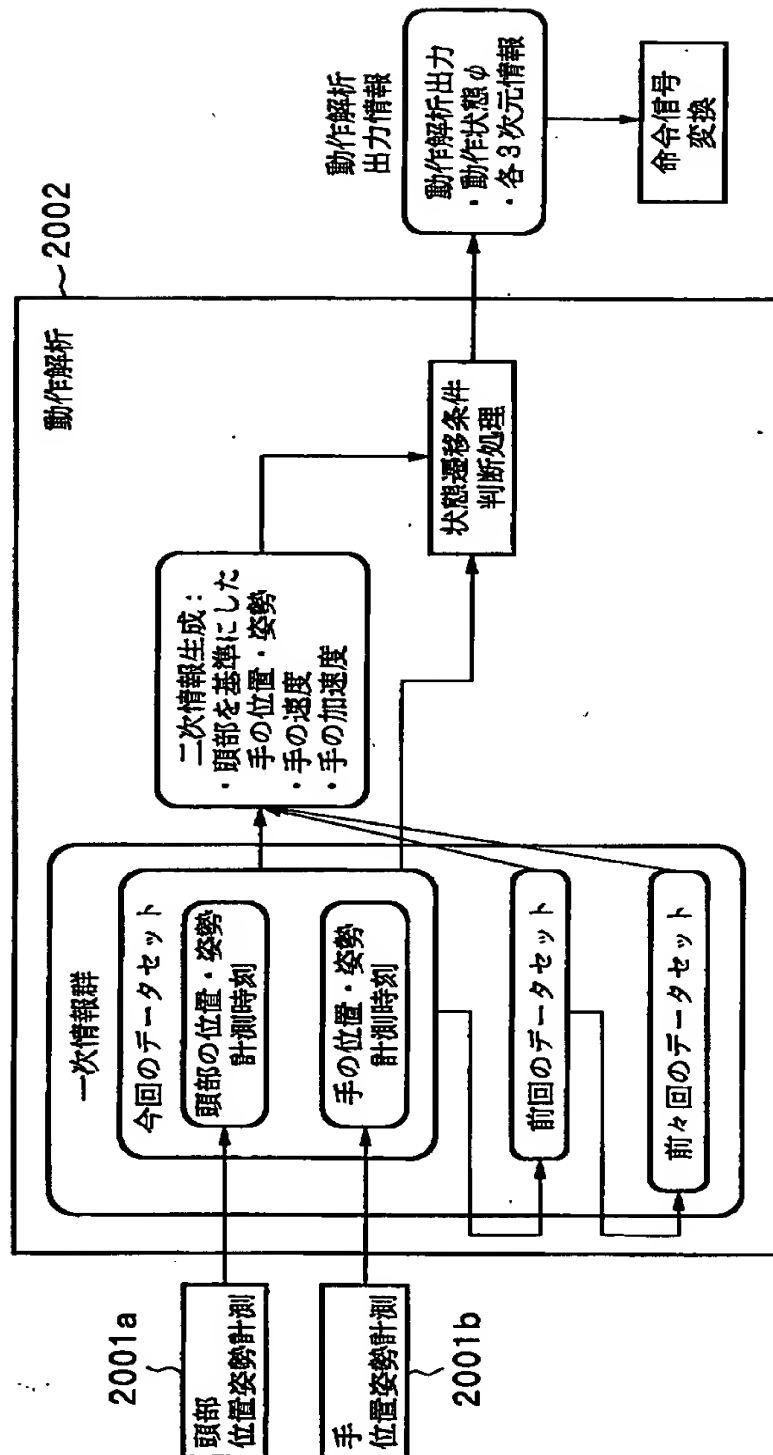 2001a
頭部
位置姿勢計測
手
位置姿勢計測
2001b
2002
動作解析
一次情報群
今回のデータセット
頭部の位置・姿勢
計測時刻
手の位置・姿勢
計測時刻
前回のデータセット
前々回のデータセット
二次情報生成：
・頭部を基準にした
手の位置・姿勢
・手の速度
・手の加速度
状態遷移条件
判断処理
動作解析
出力情報
動作解析出力
・動作状態φ
・各3次元情報
命令信号
変換